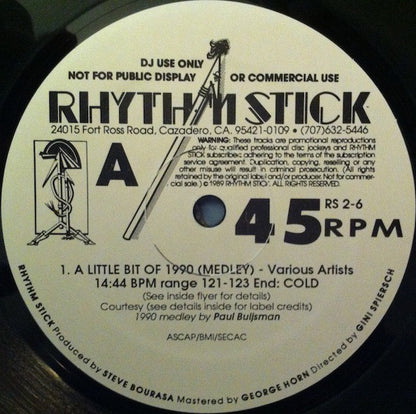 DJ USE ONLY
NOT FOR PUBLIC DISPLAY OR COMMERCIAL USE
RHYTHM STICK
24015 Fort Ross Road, Cazadero, CA. 95421-0109 • (707)632-5446
WARNING: These tracks are promotional reproductions
only for qualified professional disc jockeys and RHYTHM
STICK subscribers adhering to the terms of the subscription
service agreement. Duplication, copying, reselling or any
other misuse will result in criminal prosecution. (All rights
retained by the original label and/or producer. Not for commer-
cial sale.) © 1989 RHYTHM STICK. ALL RIGHTS RESERVED.
A
45 RPM
RS 2-6
1. A LITTLE BIT OF 1990 (MEDLEY) - Various Artists
14:44 BPM range 121-123 End: COLD
(See inside flyer for details)
Courtesy (see details inside for label credits)
1990 medley by Paul Buijsman
ASCAP/BMI/SECAC
RHYTHM STICK Produced by STEVE BOURASA Mastered by GEORGE HORN Directed by GINI SPIERSCH